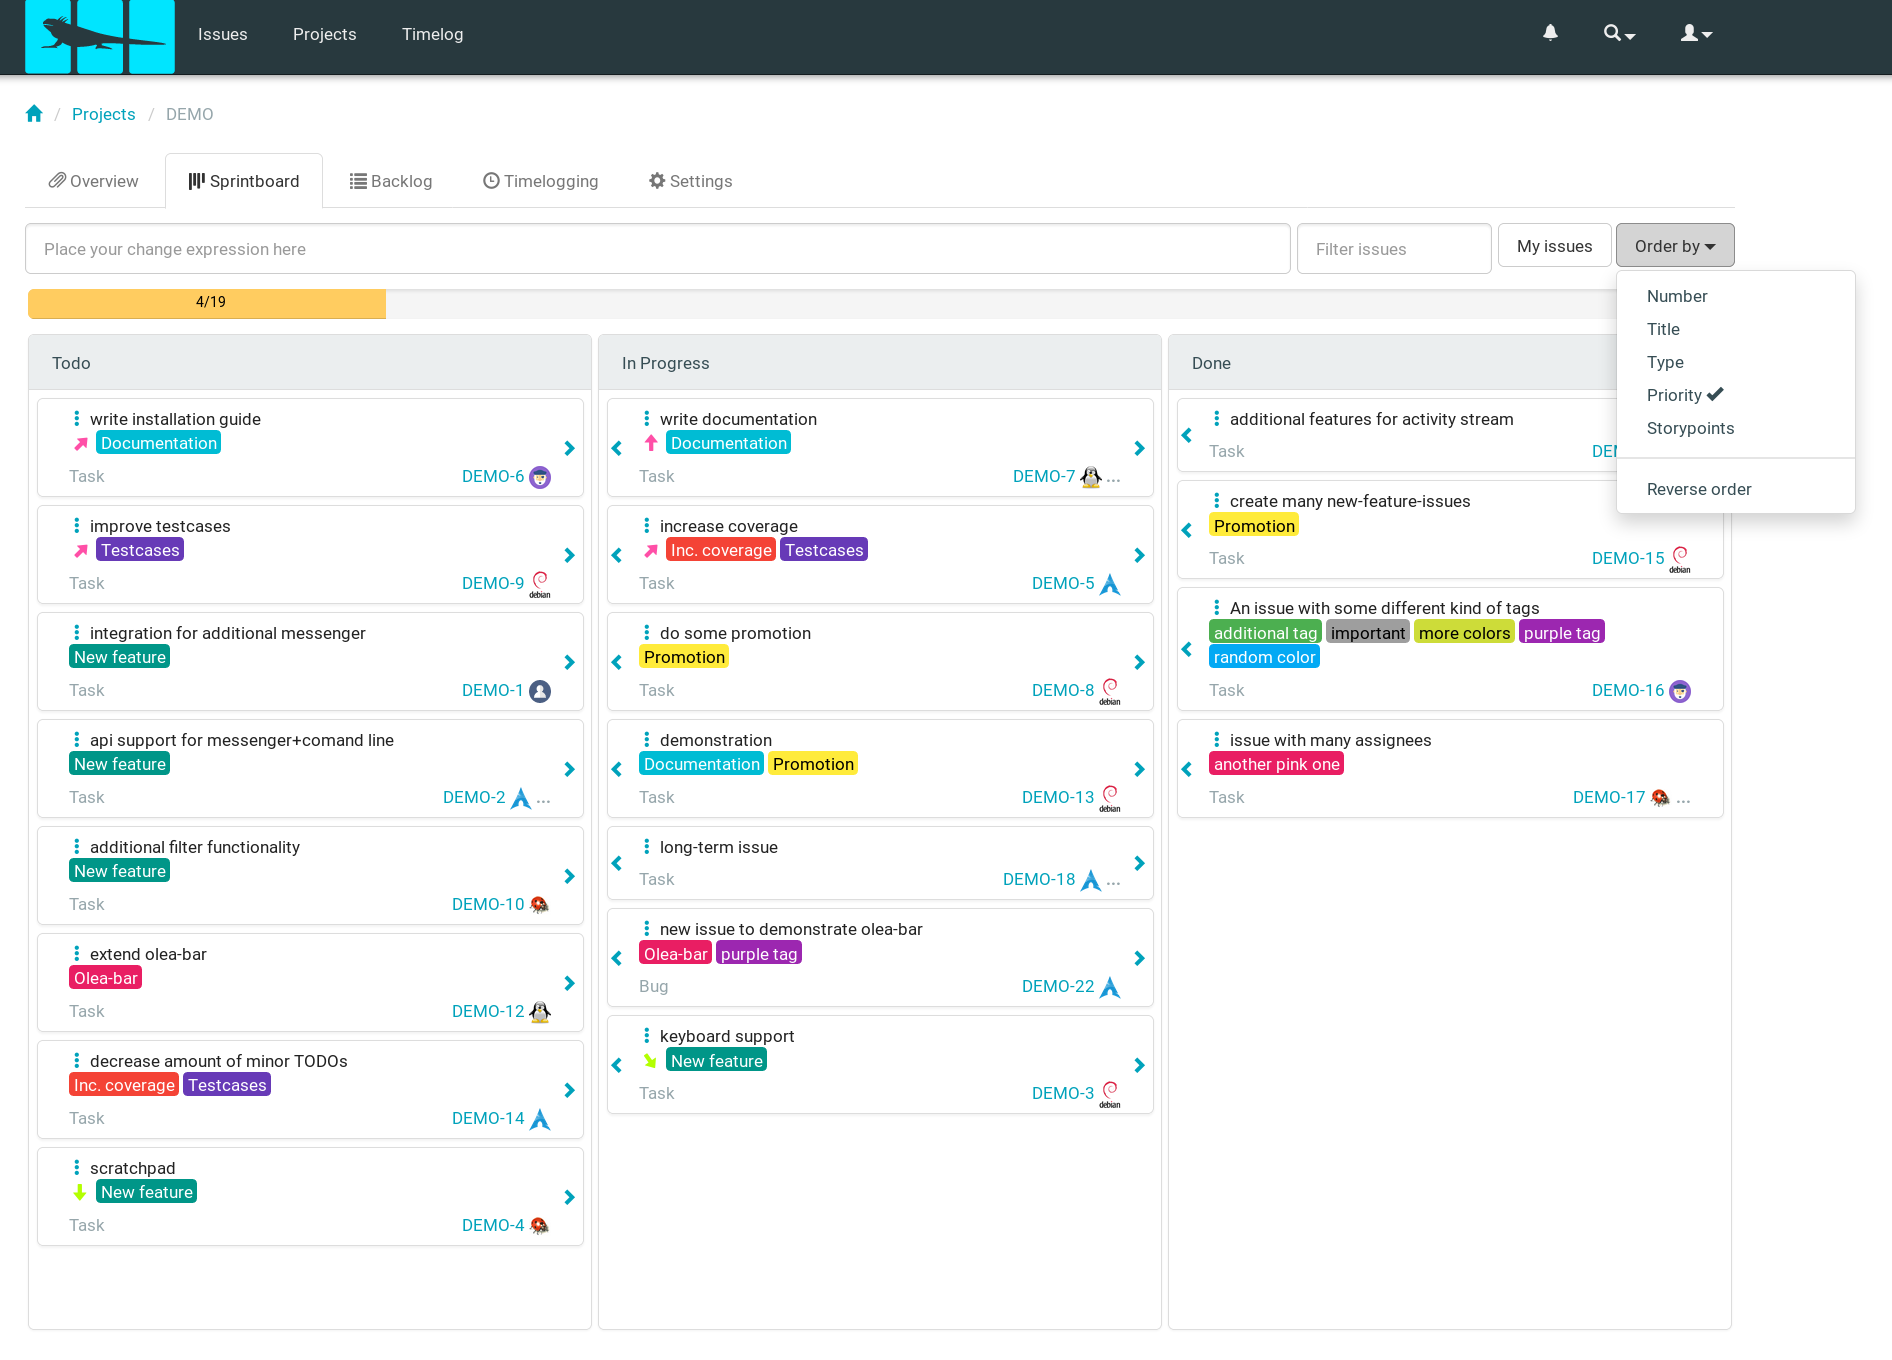 Issues Projects Timelog
/ Projects / DEMO
Overview Sprintboard Backlog Timelogging Settings
Place your change expression here Filter issues My issues Order by
Number
Title
Type
Priority
Storypoints
Reverse order
4/19
Todo
write installation guide
Documentation
Task DEMO-6
improve testcases
Testcases
Task DEMO-9 debian
integration for additional messenger
New feature
Task DEMO-1
api support for messenger+comand line
New feature
Task DEMO-2 ...
additional filter functionality
New feature
Task DEMO-10
extend olea-bar
Olea-bar
Task DEMO-12
decrease amount of minor TODOs
Inc. coverage Testcases
Task DEMO-14
scratchpad
New feature
Task DEMO-4
In Progress
write documentation
Documentation
Task DEMO-7 ...
increase coverage
Inc. coverage Testcases
Task DEMO-5
do some promotion
Promotion
Task DEMO-8 debian
demonstration
Documentation Promotion
Task DEMO-13 debian
long-term issue
Task DEMO-18 ...
new issue to demonstrate olea-bar
Olea-bar purple tag
Bug DEMO-22
keyboard support
New feature
Task DEMO-3 debian
Done
additional features for activity stream
Task
create many new-feature-issues
Promotion
Task DEMO-15 debian
An issue with some different kind of tags
additional tag important more colors purple tag
random color
Task DEMO-16
issue with many assignees
another pink one
Task DEMO-17 ...